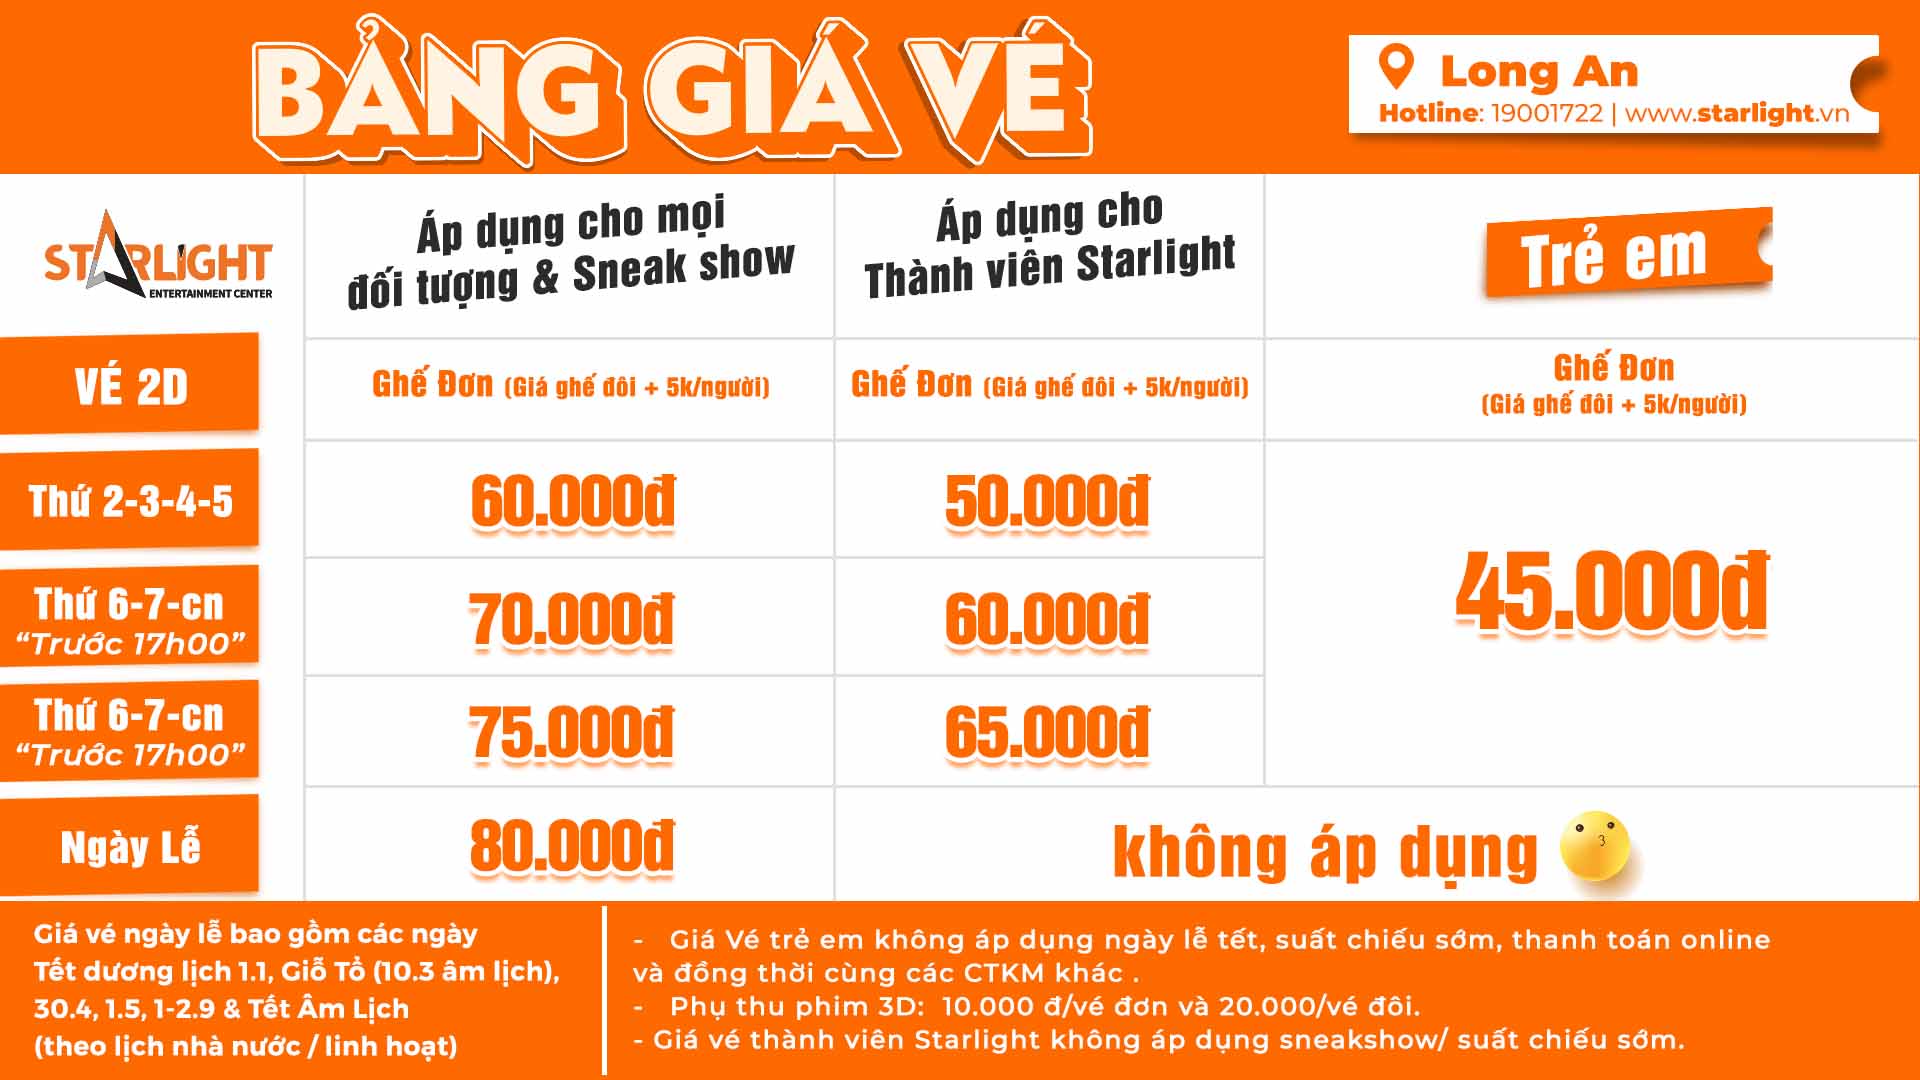 BẢNG GIÁ VÉ
Long An
Hotline: 19001722 | www.starlight.vn
STARLIGHT
ENTERTAINMENT CENTER
Áp dụng cho mọi
đối tượng & Sneak show
Áp dụng cho
Thành viên Starlight
Trẻ em
VÉ 2D
Ghế Đơn (Giá ghế đôi + 5k/người)
Ghế Đơn (Giá ghế đôi + 5k/người)
Ghế Đơn
(Giá ghế đôi + 5k/người)
Thứ 2-3-4-5
60.000đ
50.000đ
45.000đ
Thứ 6-7-cn
“Trước 17h00”
70.000đ
60.000đ
Thứ 6-7-cn
“Trước 17h00”
75.000đ
65.000đ
Ngày Lễ
80.000đ
không áp dụng
Giá vé ngày lễ bao gồm các ngày
Tết dương lịch 1.1, Giỗ Tổ (10.3 âm lịch),
30.4, 1.5, 1-2.9 & Tết Âm Lịch
(theo lịch nhà nước / linh hoạt)
- Giá Vé trẻ em không áp dụng ngày lễ tết, suất chiếu sớm, thanh toán online
và đồng thời cùng các CTKM khác .
- Phụ thu phim 3D: 10.000 đ/vé đơn và 20.000/vé đôi.
- Giá vé thành viên Starlight không áp dụng sneakshow/ suất chiếu sớm.